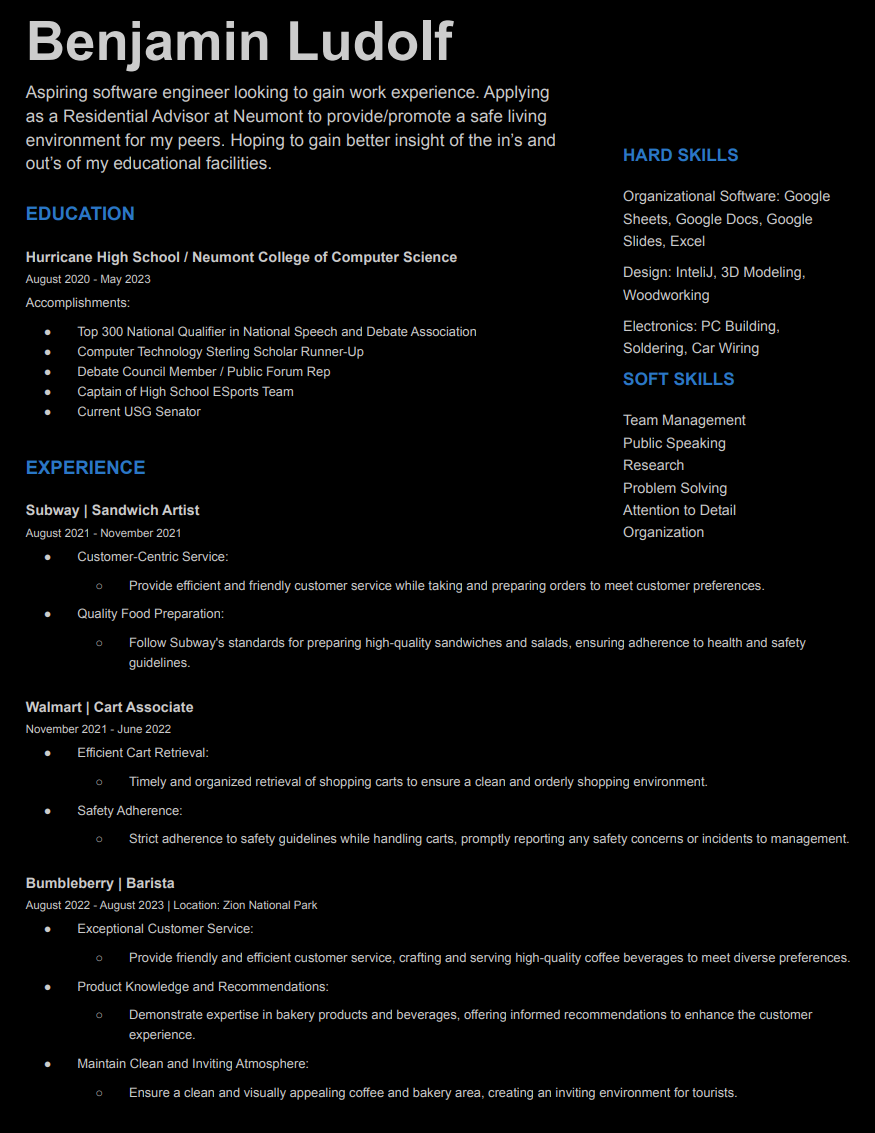 Benjamin Ludolf
Aspiring software engineer looking to gain work experience. Applying
as a Residential Advisor at Neumont to provide/promote a safe living
environment for my peers. Hoping to gain better insight of the in’s and
out’s of my educational facilities.
EDUCATION
Hurricane High School / Neumont College of Computer Science
August 2020 - May 2023
Accomplishments:
● Top 300 National Qualifier in National Speech and Debate Association
● Computer Technology Sterling Scholar Runner-Up
● Debate Council Member / Public Forum Rep
● Captain of High School ESports Team
● Current USG Senator
HARD SKILLS
Organizational Software: Google
Sheets, Google Docs, Google
Slides, Excel
Design: InteliJ, 3D Modeling,
Woodworking
Electronics: PC Building,
Soldering, Car Wiring
SOFT SKILLS
Team Management
Public Speaking
Research
Problem Solving
Attention to Detail
Organization
EXPERIENCE
Subway | Sandwich Artist
August 2021 - November 2021
● Customer-Centric Service:
○ Provide efficient and friendly customer service while taking and preparing orders to meet customer preferences.
● Quality Food Preparation:
○ Follow Subway's standards for preparing high-quality sandwiches and salads, ensuring adherence to health and safety
guidelines.
Walmart | Cart Associate
November 2021 - June 2022
● Efficient Cart Retrieval:
○ Timely and organized retrieval of shopping carts to ensure a clean and orderly shopping environment.
● Safety Adherence:
○ Strict adherence to safety guidelines while handling carts, promptly reporting any safety concerns or incidents to management.
Bumbleberry | Barista
August 2022 - August 2023 | Location: Zion National Park
● Exceptional Customer Service:
○ Provide friendly and efficient customer service, crafting and serving high-quality coffee beverages to meet diverse preferences.
● Product Knowledge and Recommendations:
○ Demonstrate expertise in bakery products and beverages, offering informed recommendations to enhance the customer
experience.
● Maintain Clean and Inviting Atmosphere:
○ Ensure a clean and visually appealing coffee and bakery area, creating an inviting environment for tourists.